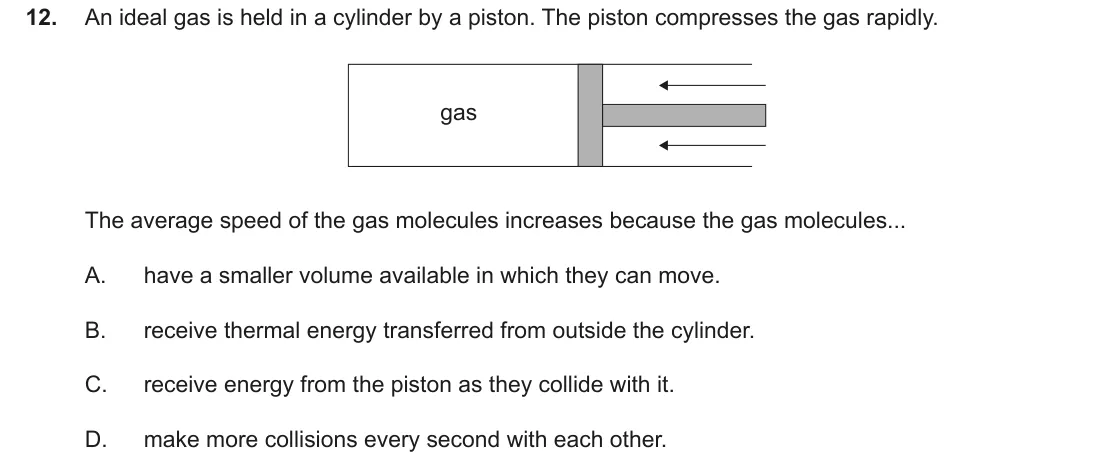 12. An ideal gas is held in a cylinder by a piston. The piston compresses the gas rapidly.
gas
The average speed of the gas molecules increases because the gas molecules...
A. have a smaller volume available in which they can move.
B. receive thermal energy transferred from outside the cylinder.
C. receive energy from the piston as they collide with it.
D. make more collisions every second with each other.